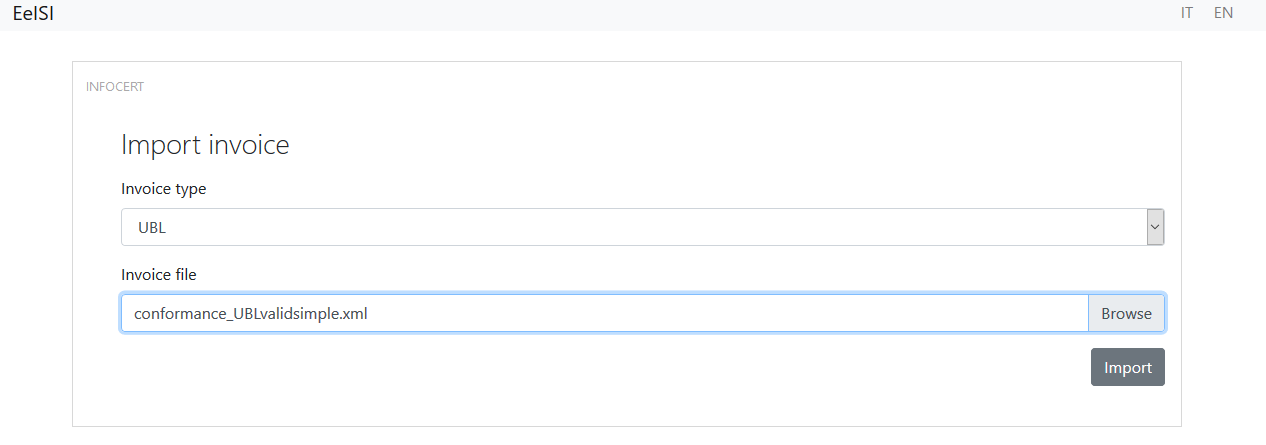 EeISI
IT EN
INFOCERT
Import invoice
Invoice type
UBL
Invoice file
conformance_UBLvalidsimple.xml Browse
Import